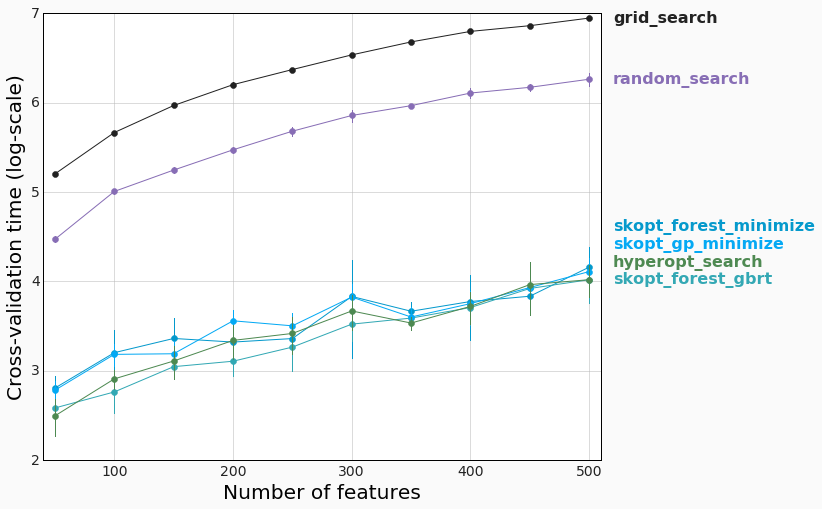 7
6
5
4
3
2
Cross-validation time (log-scale)
100
200
300
400
500
Number of features
grid_search
random_search
skopt_forest_minimize
skopt_gp_minimize
hyperopt_search
skopt_forest_gbrt